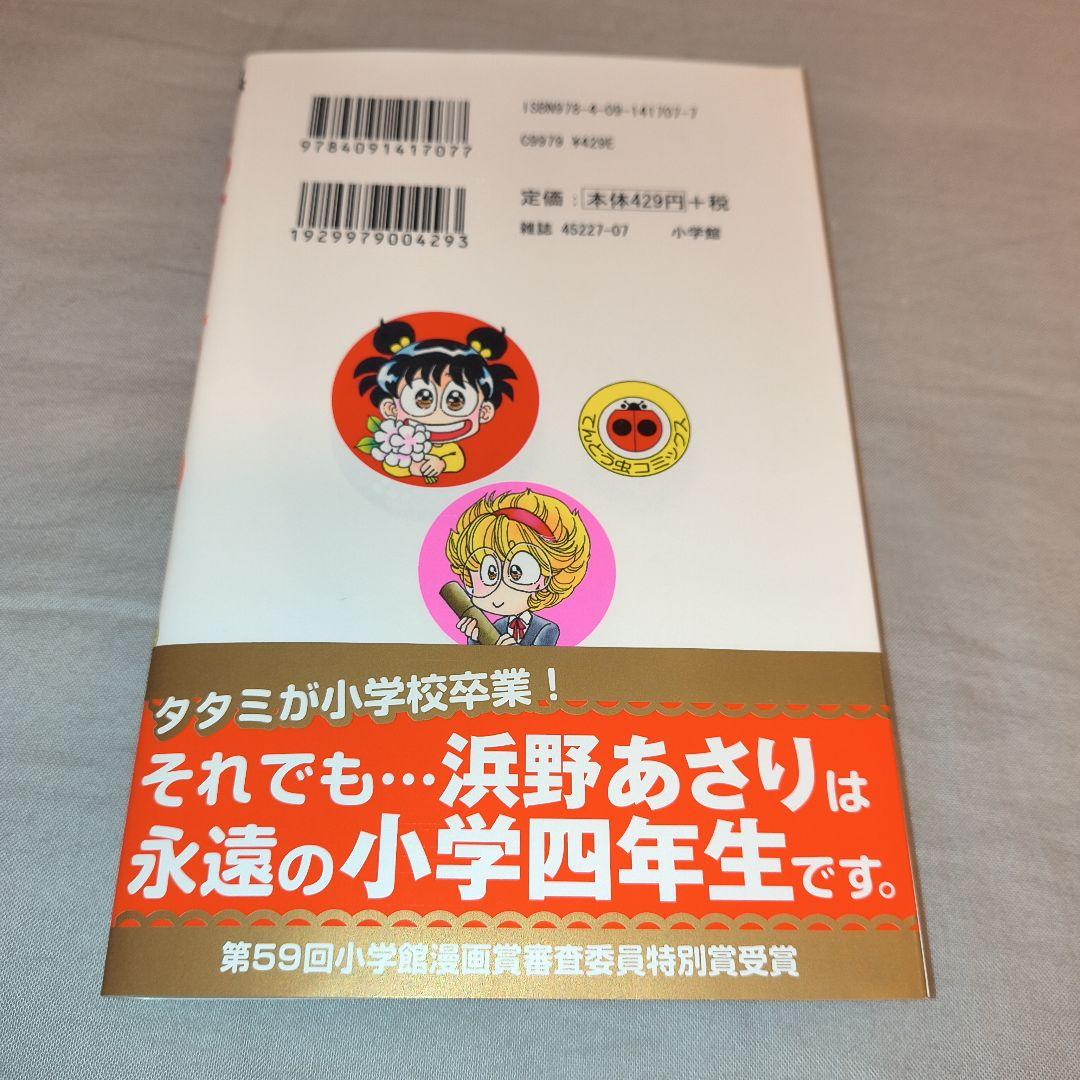 ISBN978-4-09-141707-7
9784091417077
C9979 ¥429E
定価：本体429円＋税
1929979004293
雑誌 45227-07 小学館
てんとう虫コミックス
タタミが小学校卒業！
それでも…浜野あさりは
永遠の小学四年生です。
第59回小学館漫画賞審査委員特別賞受賞